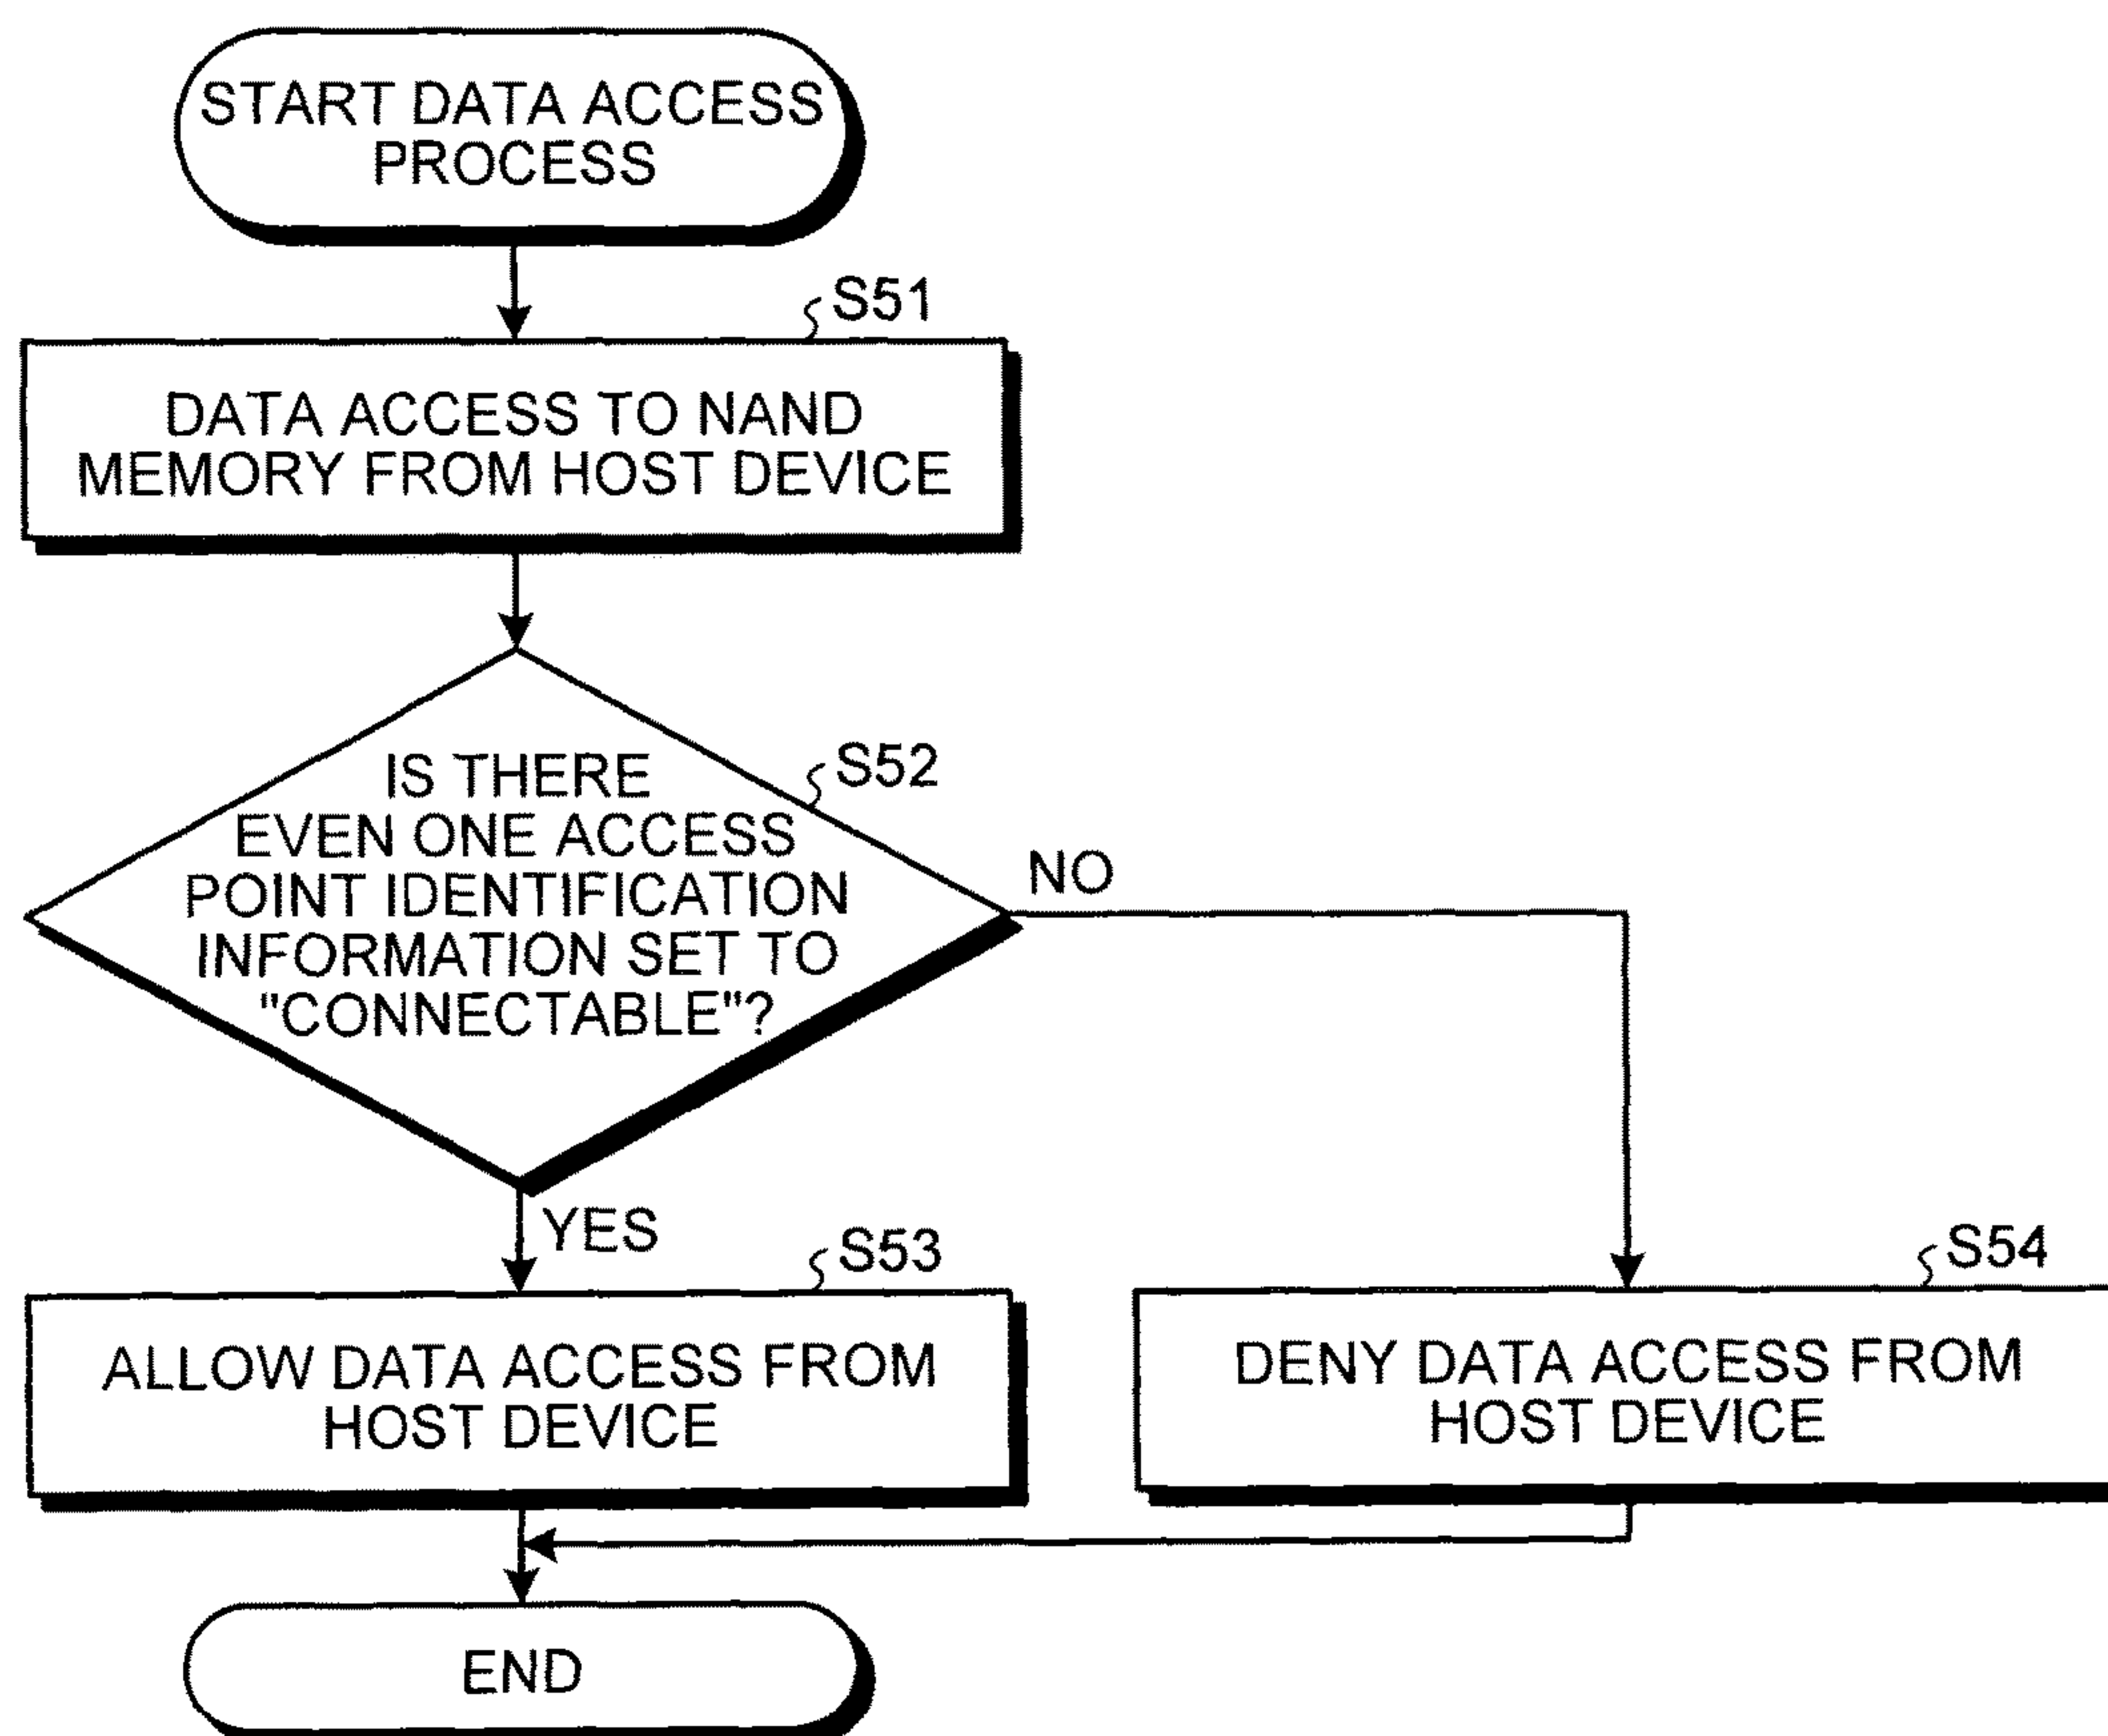 START DATA ACCESS
PROCESS
S51
DATA ACCESS TO NAND
MEMORY FROM HOST DEVICE
S52
IS THERE
EVEN ONE ACCESS
POINT IDENTIFICATION
INFORMATION SET TO
"CONNECTABLE"?
NO
YES
S53
ALLOW DATA ACCESS FROM
HOST DEVICE
S54
DENY DATA ACCESS FROM
HOST DEVICE
END